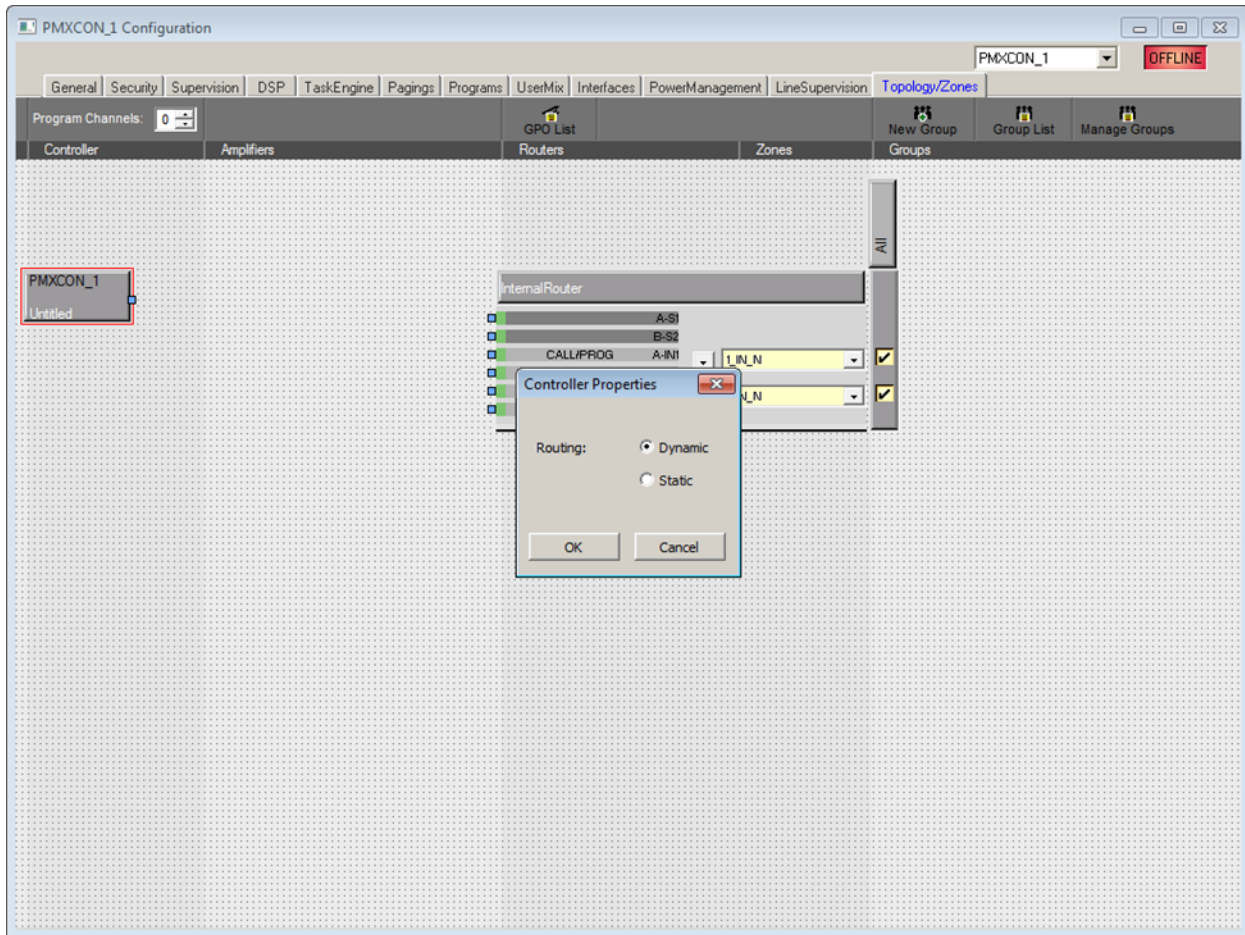 PMXCON_1 Configuration
PMXCON_1 OFFLINE
General Security Supervision DSP TaskEngine Pagings Programs UserMix Interfaces PowerManagement LineSupervision Topology/Zones
Program Channels: 0 GPO List New Group Group List Manage Groups
Controller Amplifiers Routers Zones Groups
All
PMXCON_1
Untitled
InternalRouter
A-S1
B-S2
CALL/PROG A-IN1 1_IN_N
N_N
Controller Properties
Routing: Dynamic
Static
OK Cancel